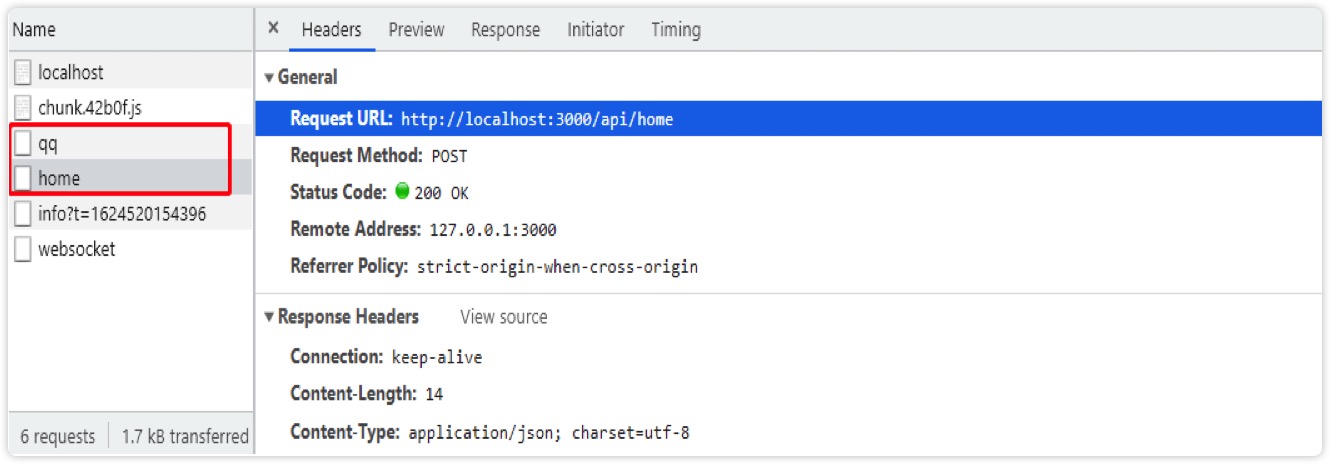 Name
localhost
chunk.42b0f.js
qq
home
info?t=1624520154396
websocket
6 requests 1.7 kB transferred
× Headers Preview Response Initiator Timing
▼General
Request URL: http://localhost:3000/api/home
Request Method: POST
Status Code: 200 OK
Remote Address: 127.0.0.1:3000
Referrer Policy: strict-origin-when-cross-origin
▼Response Headers View source
Connection: keep-alive
Content-Length: 14
Content-Type: application/json; charset=utf-8